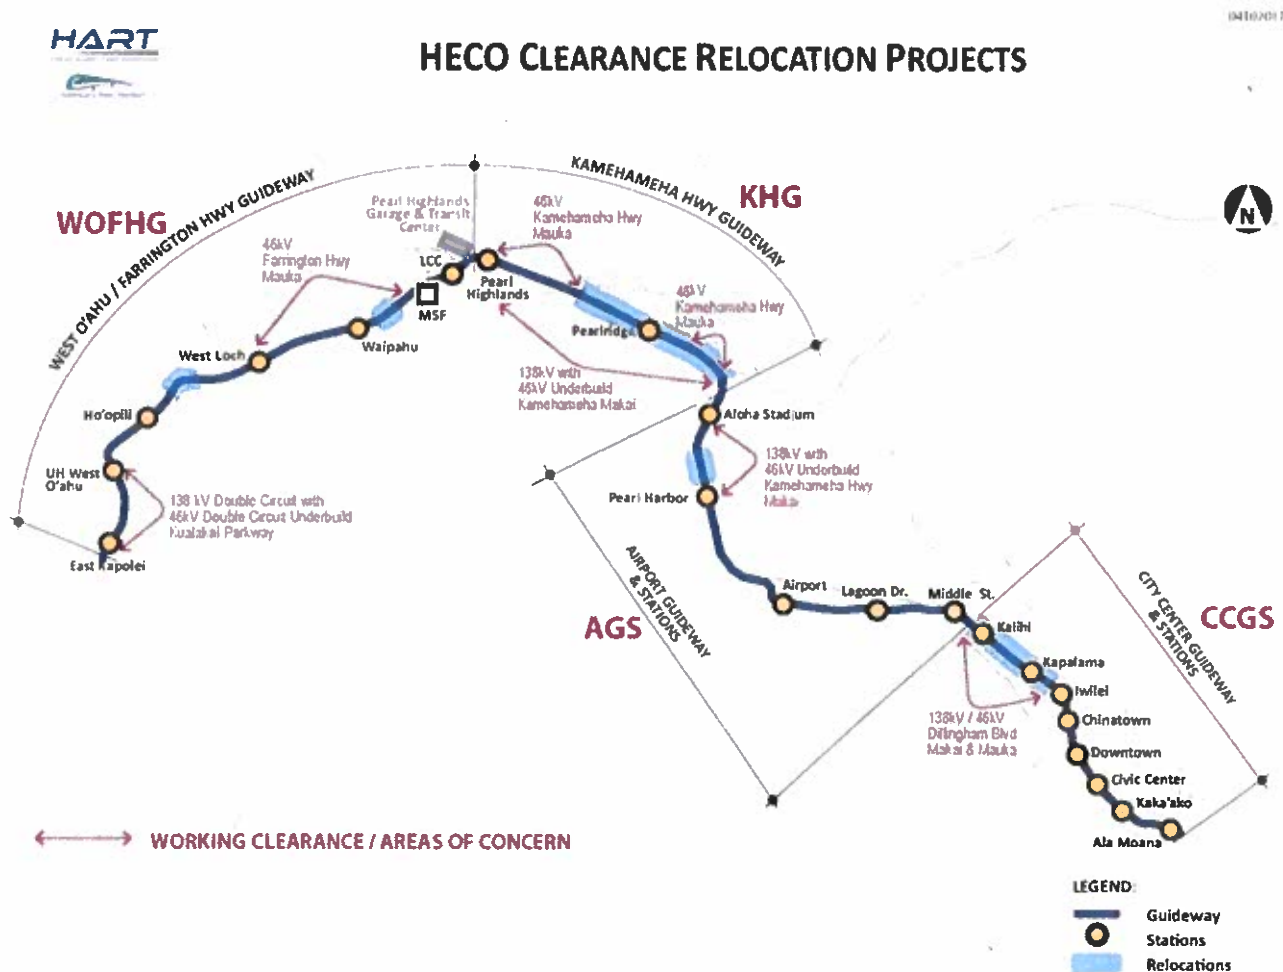 HART
HECO CLEARANCE RELOCATION PROJECTS
WEST O'AHU / FARRINGTON HWY GUIDEWAY
KAMEHAMEHA HWY GUIDEWAY
WOFHG
KHG
N
Pearl Highlands
Garage & Transit
Center
46kV
Kamehameha Hwy
Mauka
46kV
Farrington Hwy
Mauka
LCC
Pearl
Highlands
MSF
46kV
Kamehameha Hwy
Mauka
Pearlridge
Waipahu
West Loch
138kV with
46kV Underbuild
Kamehameha Makai
Ho'opili
Aloha Stadium
UH West
O'ahu
138kV with
46kV Underbuild
Kamehameha Hwy
Makai
Pearl Harbor
138 kV Double Circuit with
46kV Double Circuit Underbuild
Kualakai Parkway
East Kapolei
AIRPORT GUIDEWAY
& STATIONS
AGS
Airport
Lagoon Dr.
Middle St.
Kalihi
CITY CENTER GUIDEWAY
& STATIONS
CCGS
Kapalama
Iwilei
138kV / 46kV
Dillingham Blvd
Makai & Mauka
Chinatown
Downtown
Civic Center
Kaka'ako
Ala Moana
WORKING CLEARANCE / AREAS OF CONCERN
LEGEND:
Guideway
Stations
Relocations